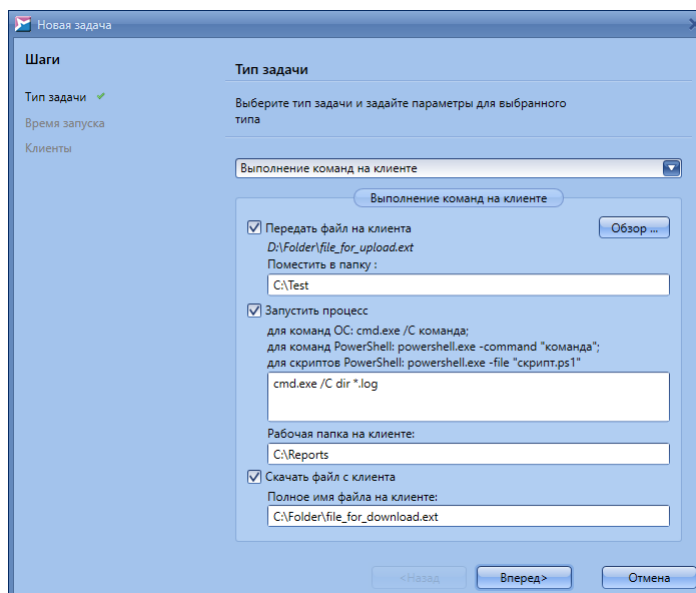 Новая задача
Шаги
Тип задачи
Время запуска
Клиенты
Тип задачи
Выберите тип задачи и задайте параметры для выбранного
типа
Выполнение команд на клиенте
Выполнение команд на клиенте
Передать файл на клиента
Обзор ...
D:\Folder\file_for_upload.ext
Поместить в папку :
C:\Test
Запустить процесс
для команд ОС: cmd.exe /C команда;
для команд PowerShell: powershell.exe -command "команда";
для скриптов PowerShell: powershell.exe -file "скрипт.ps1"
cmd.exe /C dir *.log
Рабочая папка на клиенте:
C:\Reports
Скачать файл с клиента
Полное имя файла на клиенте:
C:\Folder\file_for_download.ext
<Назад
Вперед>
Отмена